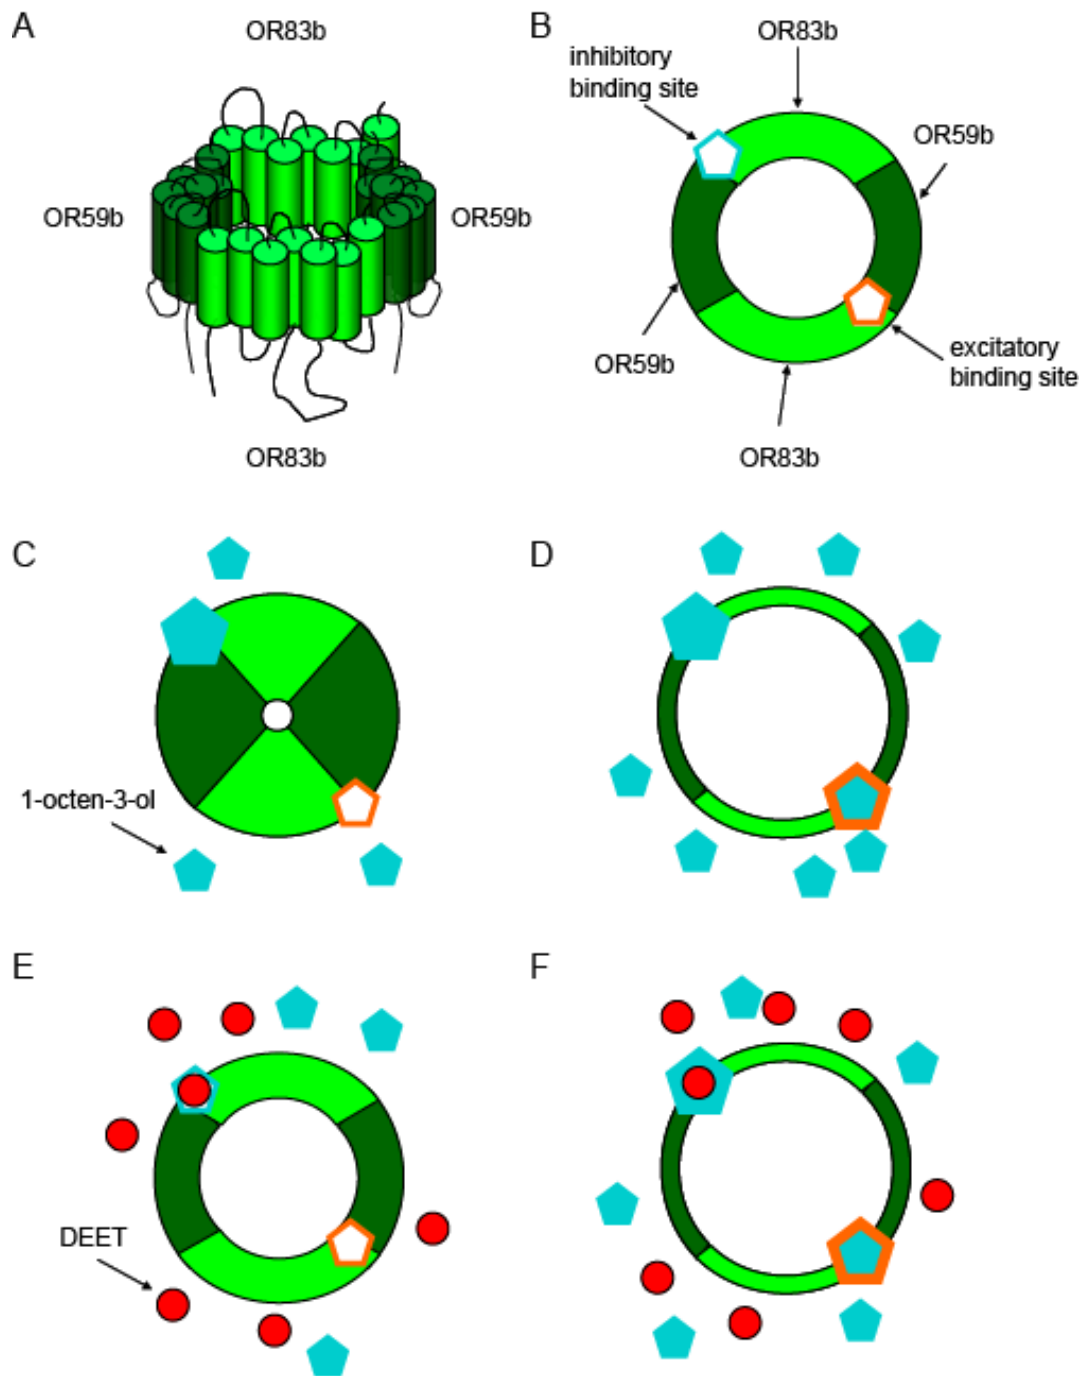 A
OR83b
OR59b
OR59b
OR83b
B
OR83b
inhibitory
binding site
OR59b
OR59b
excitatory
binding site
OR83b
C
1-octen-3-ol
D
E
DEET
F